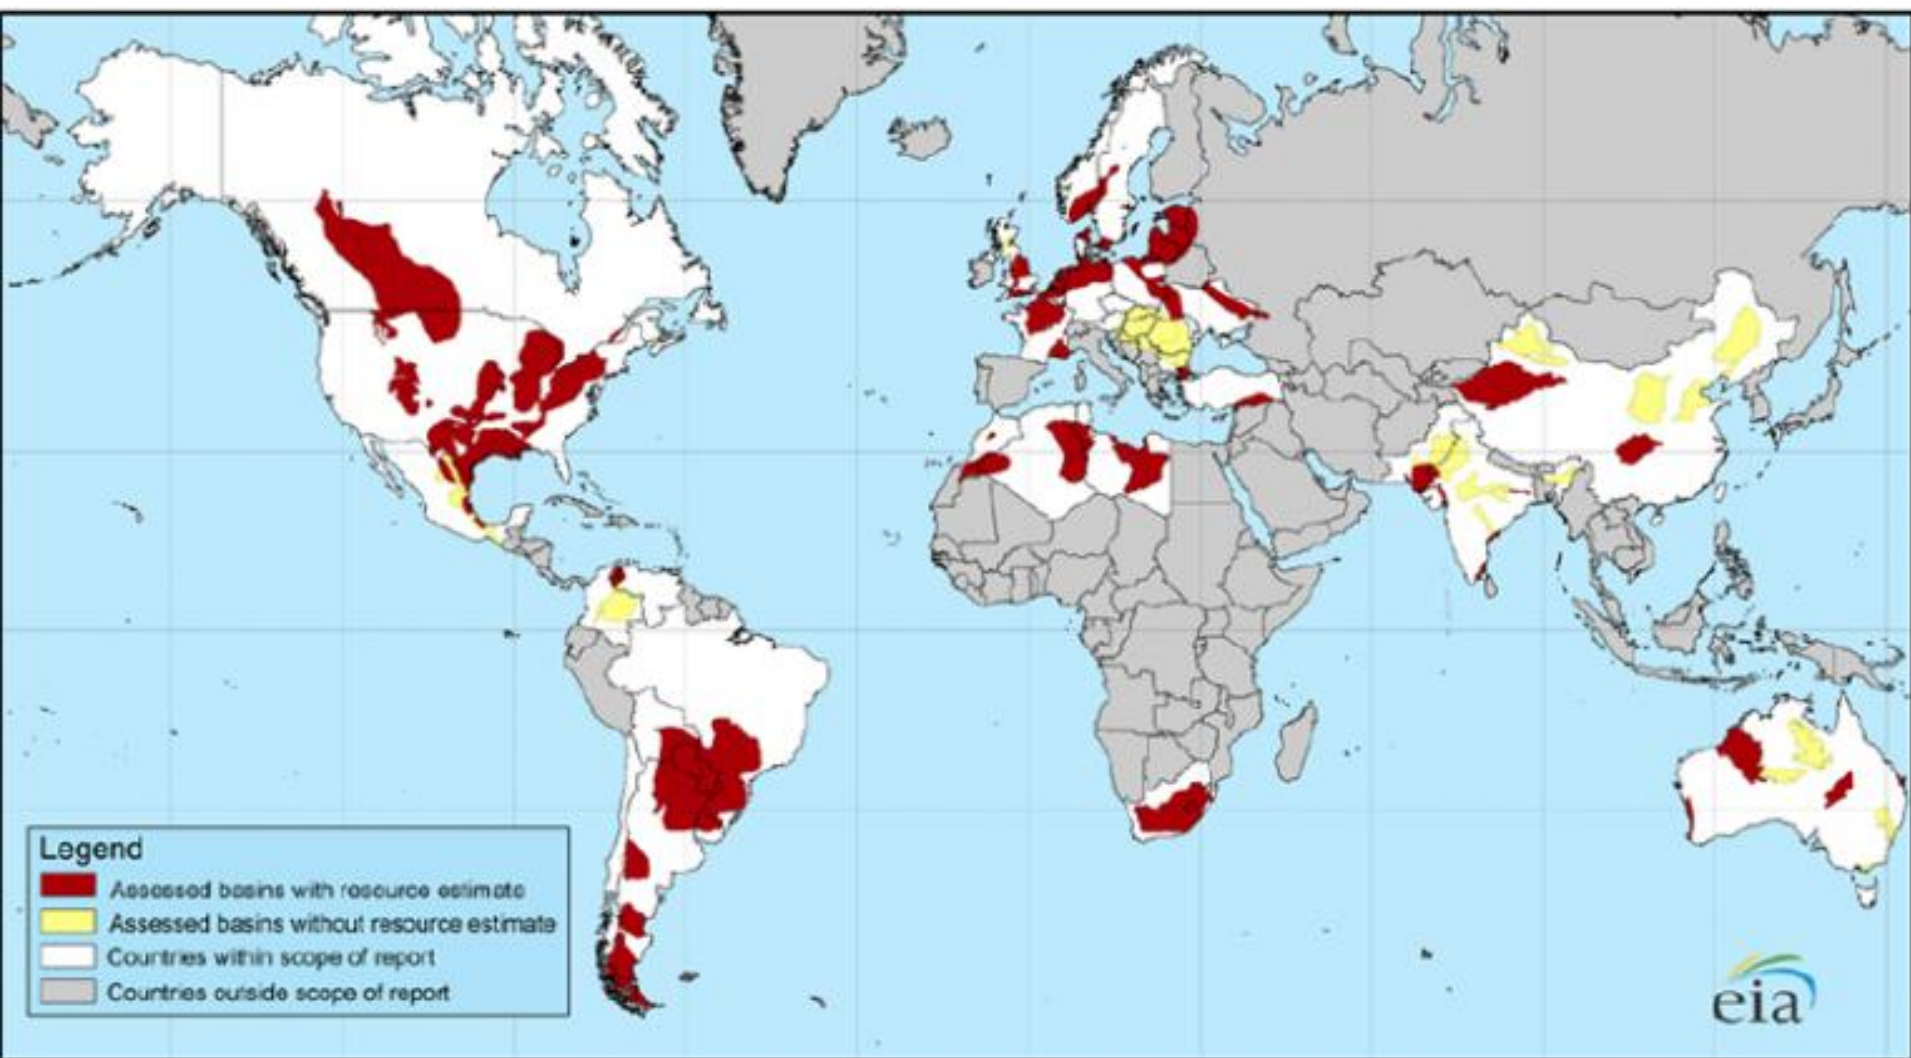 Legend
Assessed basins with resource estimate
Assessed basins without resource estimate
Countries within scope of report
Countries outside scope of report
eia